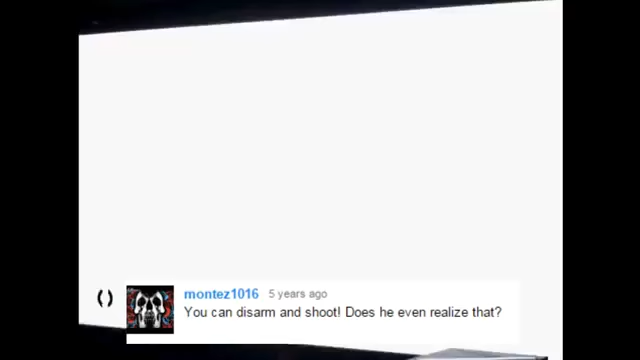 montez1016 5 years ago
You can disarm and shoot! Does he even realize that?